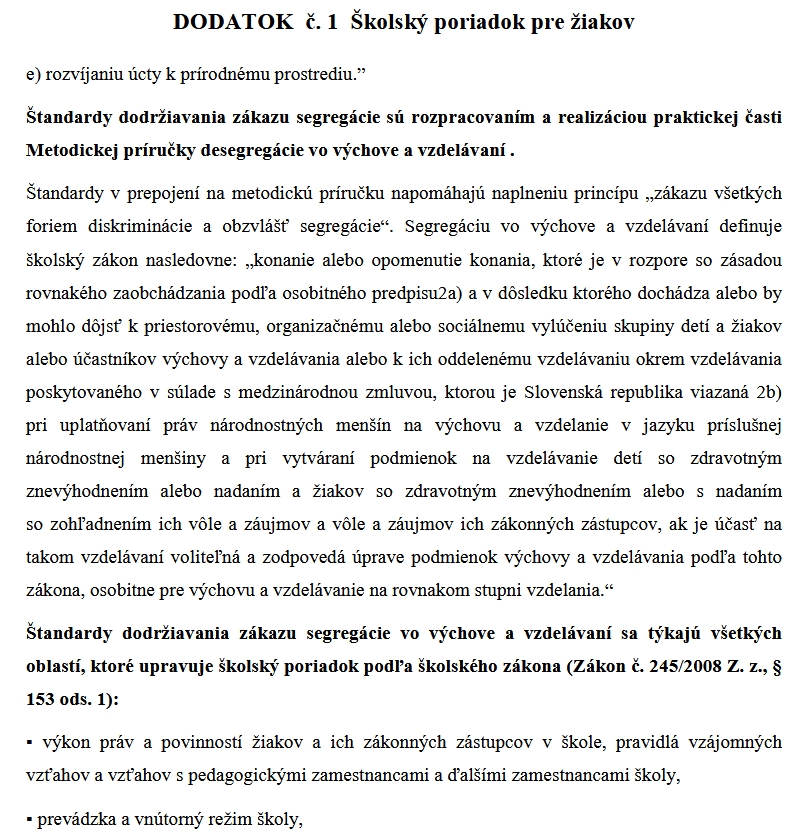 DODATOK č. 1 Školský poriadok pre žiakov
e) rozvíjaniu úcty k prírodnému prostrediu.”
Štandardy dodržiavania zákazu segregácie sú rozpracovaním a realizáciou praktickej časti
Metodickej príručky desegregácie vo výchove a vzdelávaní .
Štandardy v prepojení na metodickú príručku napomáhajú naplneniu princípu „zákazu všetkých
foriem diskriminácie a obzvlášť segregácie“. Segregáciu vo výchove a vzdelávaní definuje
školský zákon nasledovne: „konanie alebo opomenutie konania, ktoré je v rozpore so zásadou
rovnakého zaobchádzania podľa osobitného predpisu2a) a v dôsledku ktorého dochádza alebo by
mohlo dôjsť k priestorovému, organizačnému alebo sociálnemu vylúčeniu skupiny detí a žiakov
alebo účastníkov výchovy a vzdelávania alebo k ich oddelenému vzdelávaniu okrem vzdelávania
poskytovaného v súlade s medzinárodnou zmluvou, ktorou je Slovenská republika viazaná 2b)
pri uplatňovaní práv národnostných menšín na výchovu a vzdelanie v jazyku príslušnej
národnostnej menšiny a pri vytváraní podmienok na vzdelávanie detí so zdravotným
znevýhodnením alebo nadaním a žiakov so zdravotným znevýhodnením alebo s nadaním
so zohľadnením ich vôle a záujmov a vôle a záujmov ich zákonných zástupcov, ak je účasť na
takom vzdelávaní voliteľná a zodpovedá úprave podmienok výchovy a vzdelávania podľa tohto
zákona, osobitne pre výchovu a vzdelávanie na rovnakom stupni vzdelania.“
Štandardy dodržiavania zákazu segregácie vo výchove a vzdelávaní sa týkajú všetkých
oblastí, ktoré upravuje školský poriadok podľa školského zákona (Zákon č. 245/2008 Z. z., §
153 ods. 1):
▪ výkon práv a povinností žiakov a ich zákonných zástupcov v škole, pravidlá vzájomných
vzťahov a vzťahov s pedagogickými zamestnancami a ďalšími zamestnancami školy,
▪ prevádzka a vnútorný režim školy,